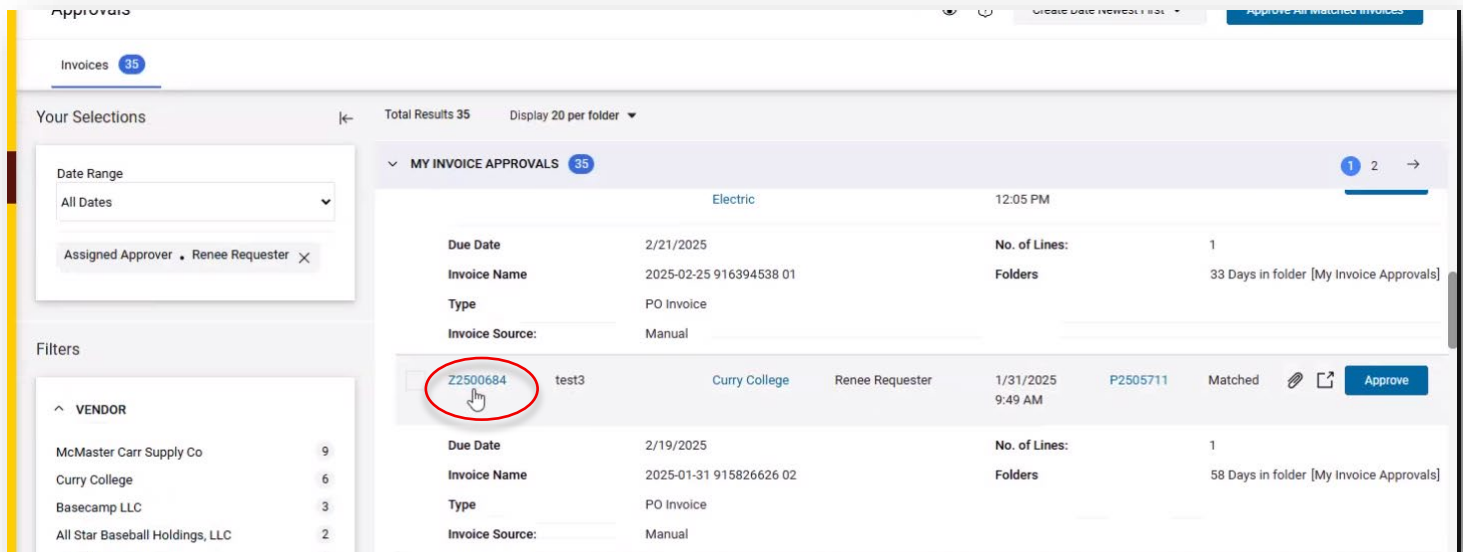 Approvals
Create Date Newest First
Approve All Matched Invoices
Invoices 35
Your Selections
Total Results 35 Display 20 per folder
Date Range
All Dates
Assigned Approver • Renee Requester
MY INVOICE APPROVALS 35
1 2
Electric
12:05 PM
Due Date 2/21/2025 No. of Lines: 1
Invoice Name 2025-02-25 916394538 01 Folders 33 Days in folder [My Invoice Approvals]
Type PO Invoice
Invoice Source: Manual
Filters
Z2500684 test3 Curry College Renee Requester 1/31/2025 P2505711 Matched Approve
9:49 AM
VENDOR
McMaster Carr Supply Co 9
Curry College 6
Basecamp LLC 3
All Star Baseball Holdings, LLC 2
Due Date 2/19/2025 No. of Lines: 1
Invoice Name 2025-01-31 915826626 02 Folders 58 Days in folder [My Invoice Approvals]
Type PO Invoice
Invoice Source: Manual